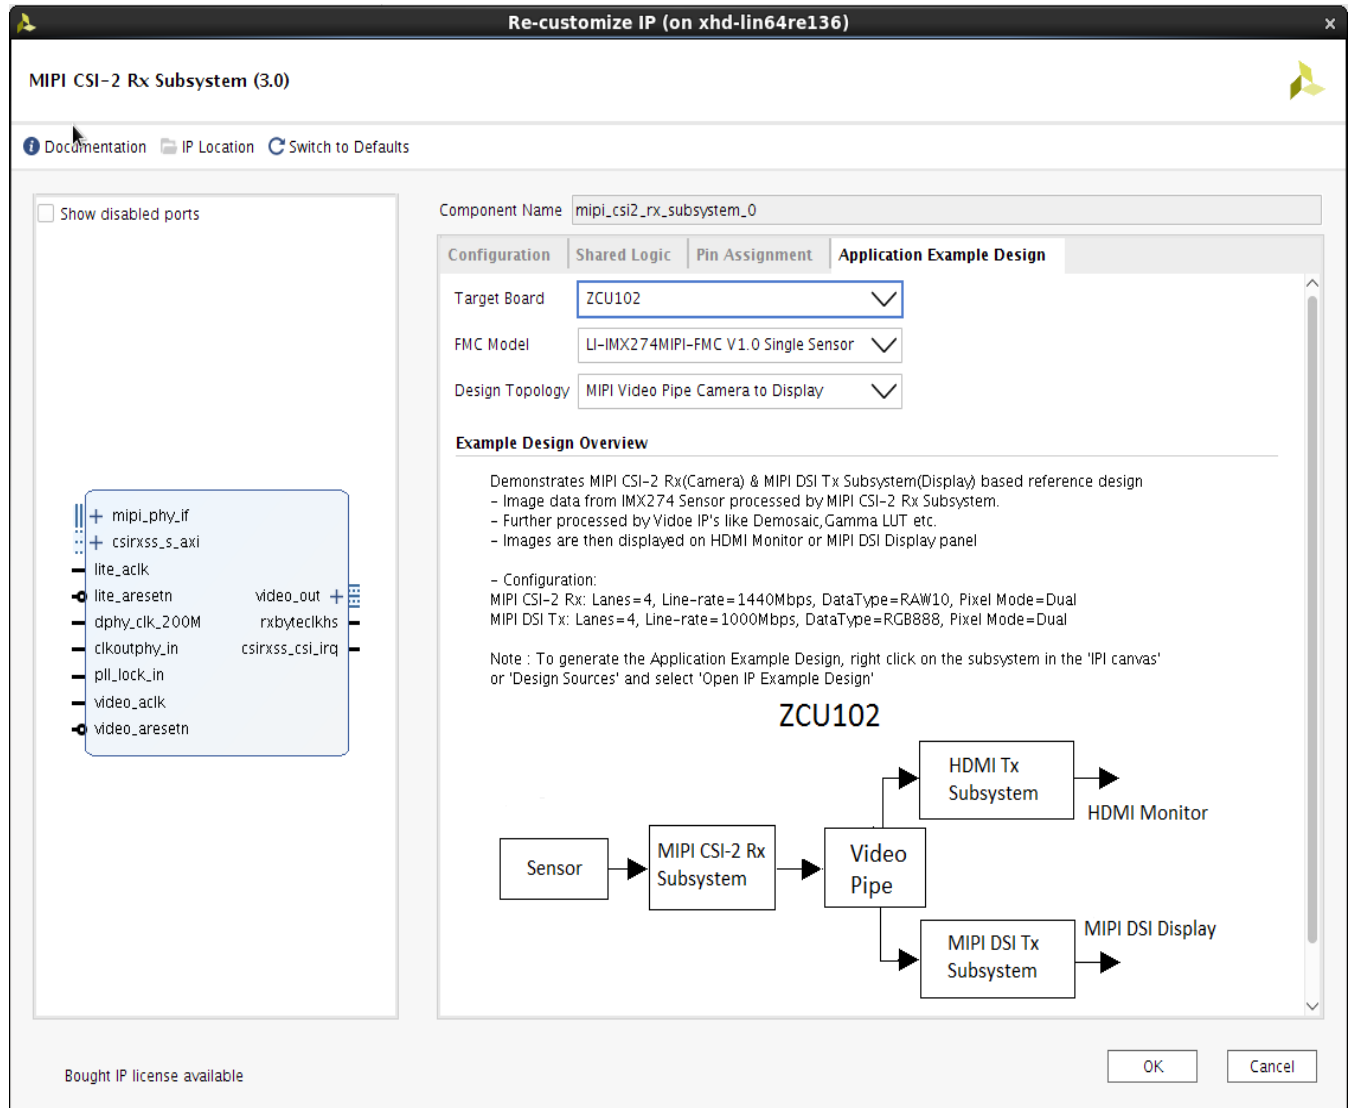 Re-customize IP (on xhd-lin64re136)
x
MIPI CSI-2 Rx Subsystem (3.0)
Documentation IP Location Switch to Defaults
Show disabled ports
Component Name mipi_csi2_rx_subsystem_0
Configuration Shared Logic Pin Assignment Application Example Design
Target Board ZCU102
FMC Model LI-IMX274MIPI-FMC V1.0 Single Sensor
Design Topology MIPI Video Pipe Camera to Display
Example Design Overview
Demonstrates MIPI CSI-2 Rx(Camera) & MIPI DSI Tx Subsystem(Display) based reference design
- Image data from IMX274 Sensor processed by MIPI CSI-2 Rx Subsystem.
- Further processed by Vidoe IP's like Demosaic,Gamma LUT etc.
- Images are then displayed on HDMI Monitor or MIPI DSI Display panel
- Configuration:
MIPI CSI-2 Rx: Lanes=4, Line-rate=1440Mbps, DataType=RAW10, Pixel Mode=Dual
MIPI DSI Tx: Lanes=4, Line-rate=1000Mbps, DataType=RGB888, Pixel Mode=Dual
Note : To generate the Application Example Design, right click on the subsystem in the 'IPI canvas'
or 'Design Sources' and select 'Open IP Example Design'
mipi_phy_if
csirxss_s_axi
lite_aclk
lite_aresetn
dphy_clk_200M
clkoutphy_in
pll_lock_in
video_aclk
video_aresetn
video_out
rxbyteclkhs
csirxss_csi_irq
ZCU102
Sensor
MIPI CSI-2 Rx
Subsystem
Video
Pipe
HDMI Tx
Subsystem
HDMI Monitor
MIPI DSI Tx
Subsystem
MIPI DSI Display
Bought IP license available
OK
Cancel